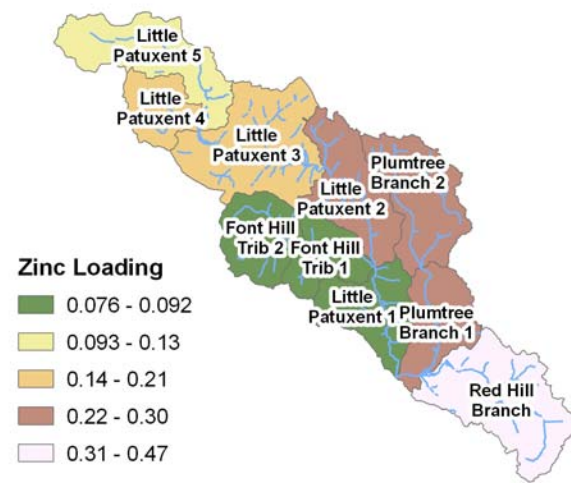 Little
Patuxent 5
Little
Patuxent 4
Little
Patuxent 3
Plumtree
Branch 2
Little
Patuxent 2
Font Hill
Trib 2
Font Hill
Trib 1
Little
Patuxent 1
Plumtree
Branch 1
Red Hill
Branch
Zinc Loading
0.076 - 0.092
0.093 - 0.13
0.14 - 0.21
0.22 - 0.30
0.31 - 0.47